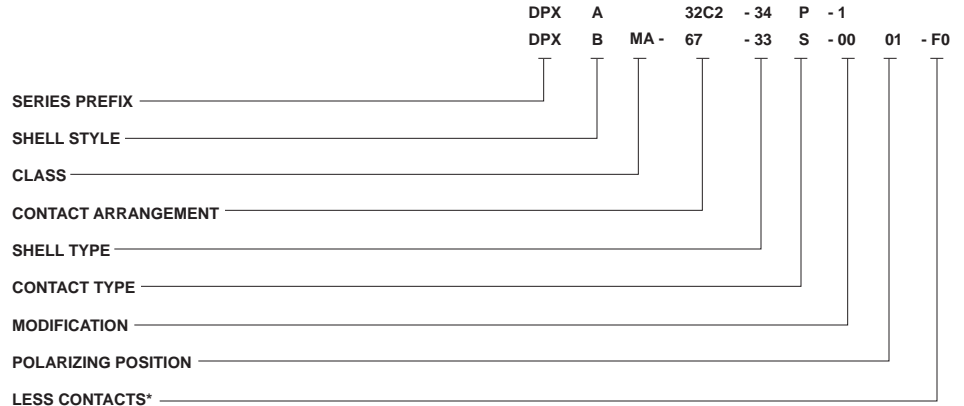 DPX A 32C2 - 34 P - 1
DPX B MA - 67 - 33 S - 00 01 - F0
SERIES PREFIX
SHELL STYLE
CLASS
CONTACT ARRANGEMENT
SHELL TYPE
CONTACT TYPE
MODIFICATION
POLARIZING POSITION
LESS CONTACTS*